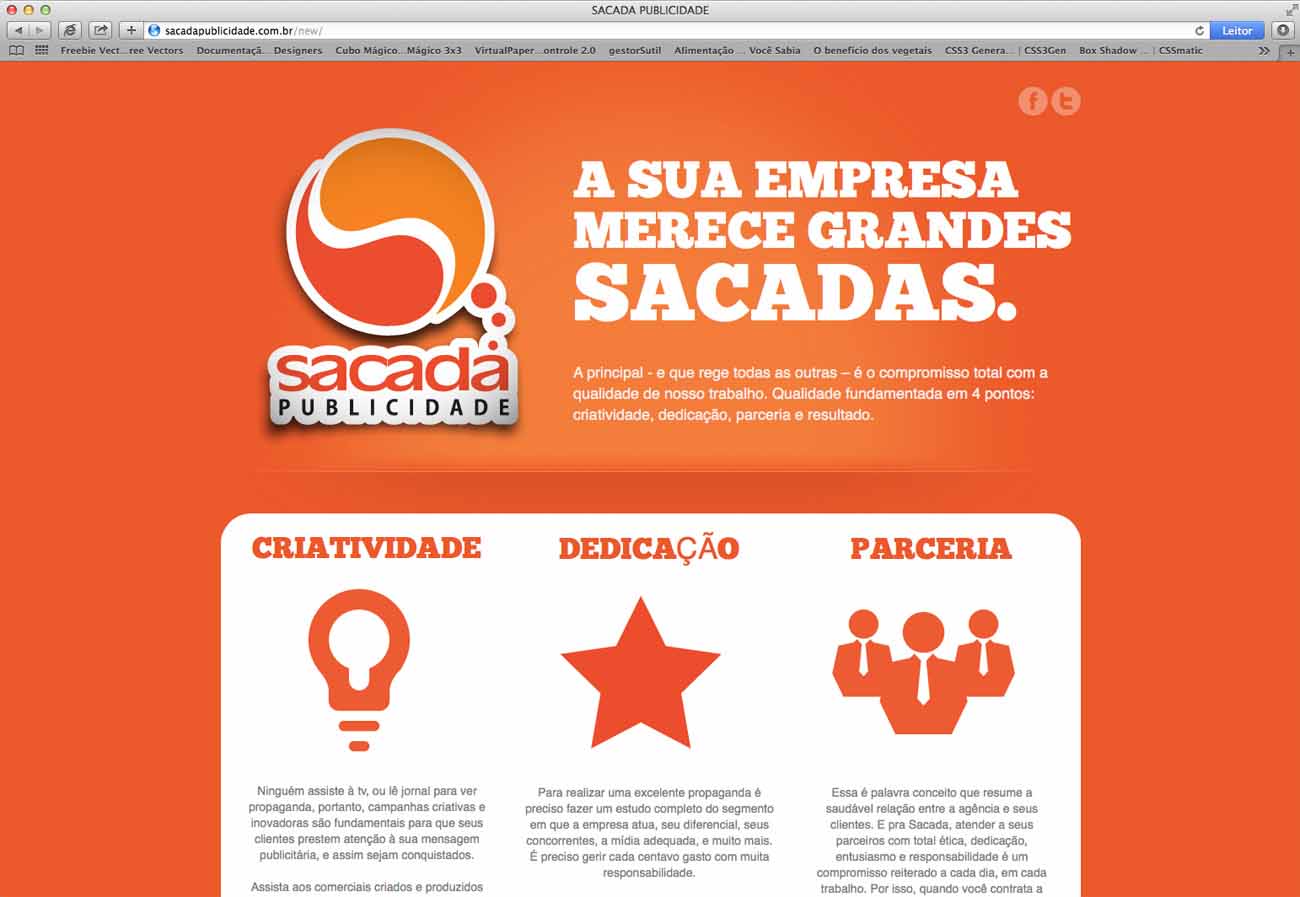 SACADA PUBLICIDADE
sacadapublicidade.com.br/new/
Leitor
Freebie Vect...ree Vectors Documentaçã... Designers Cubo Mágico...Mágico 3x3 VirtualPaper...ontrole 2.0 gestorSutil Alimentação ... Você Sabia O benefício dos vegetais CSS3 Genera... | CSS3Gen Box Shadow ... | CSSmatic
A SUA EMPRESA
MERECE GRANDES
SACADAS.
sacada
PUBLICIDADE
A principal - e que rege todas as outras – é o compromisso total com a
qualidade de nosso trabalho. Qualidade fundamentada em 4 pontos:
criatividade, dedicação, parceria e resultado.
CRIATIVIDADE
Ninguém assiste à tv, ou lê jornal para ver
propaganda, portanto, campanhas criativas e
inovadoras são fundamentais para que seus
clientes prestem atenção à sua mensagem
publicitária, e assim sejam conquistados.
Assista aos comerciais criados e produzidos
DEDICAÇÃO
Para realizar uma excelente propaganda é
preciso fazer um estudo completo do segmento
em que a empresa atua, seu diferencial, seus
concorrentes, a mídia adequada, e muito mais.
É preciso gerir cada centavo gasto com muita
responsabilidade.
PARCERIA
Essa é palavra conceito que resume a
saudável relação entre a agência e seus
clientes. E pra Sacada, atender a seus
parceiros com total ética, dedicação,
entusiasmo e responsabilidade é um
compromisso reiterado a cada dia, em cada
trabalho. Por isso, quando você contrata a